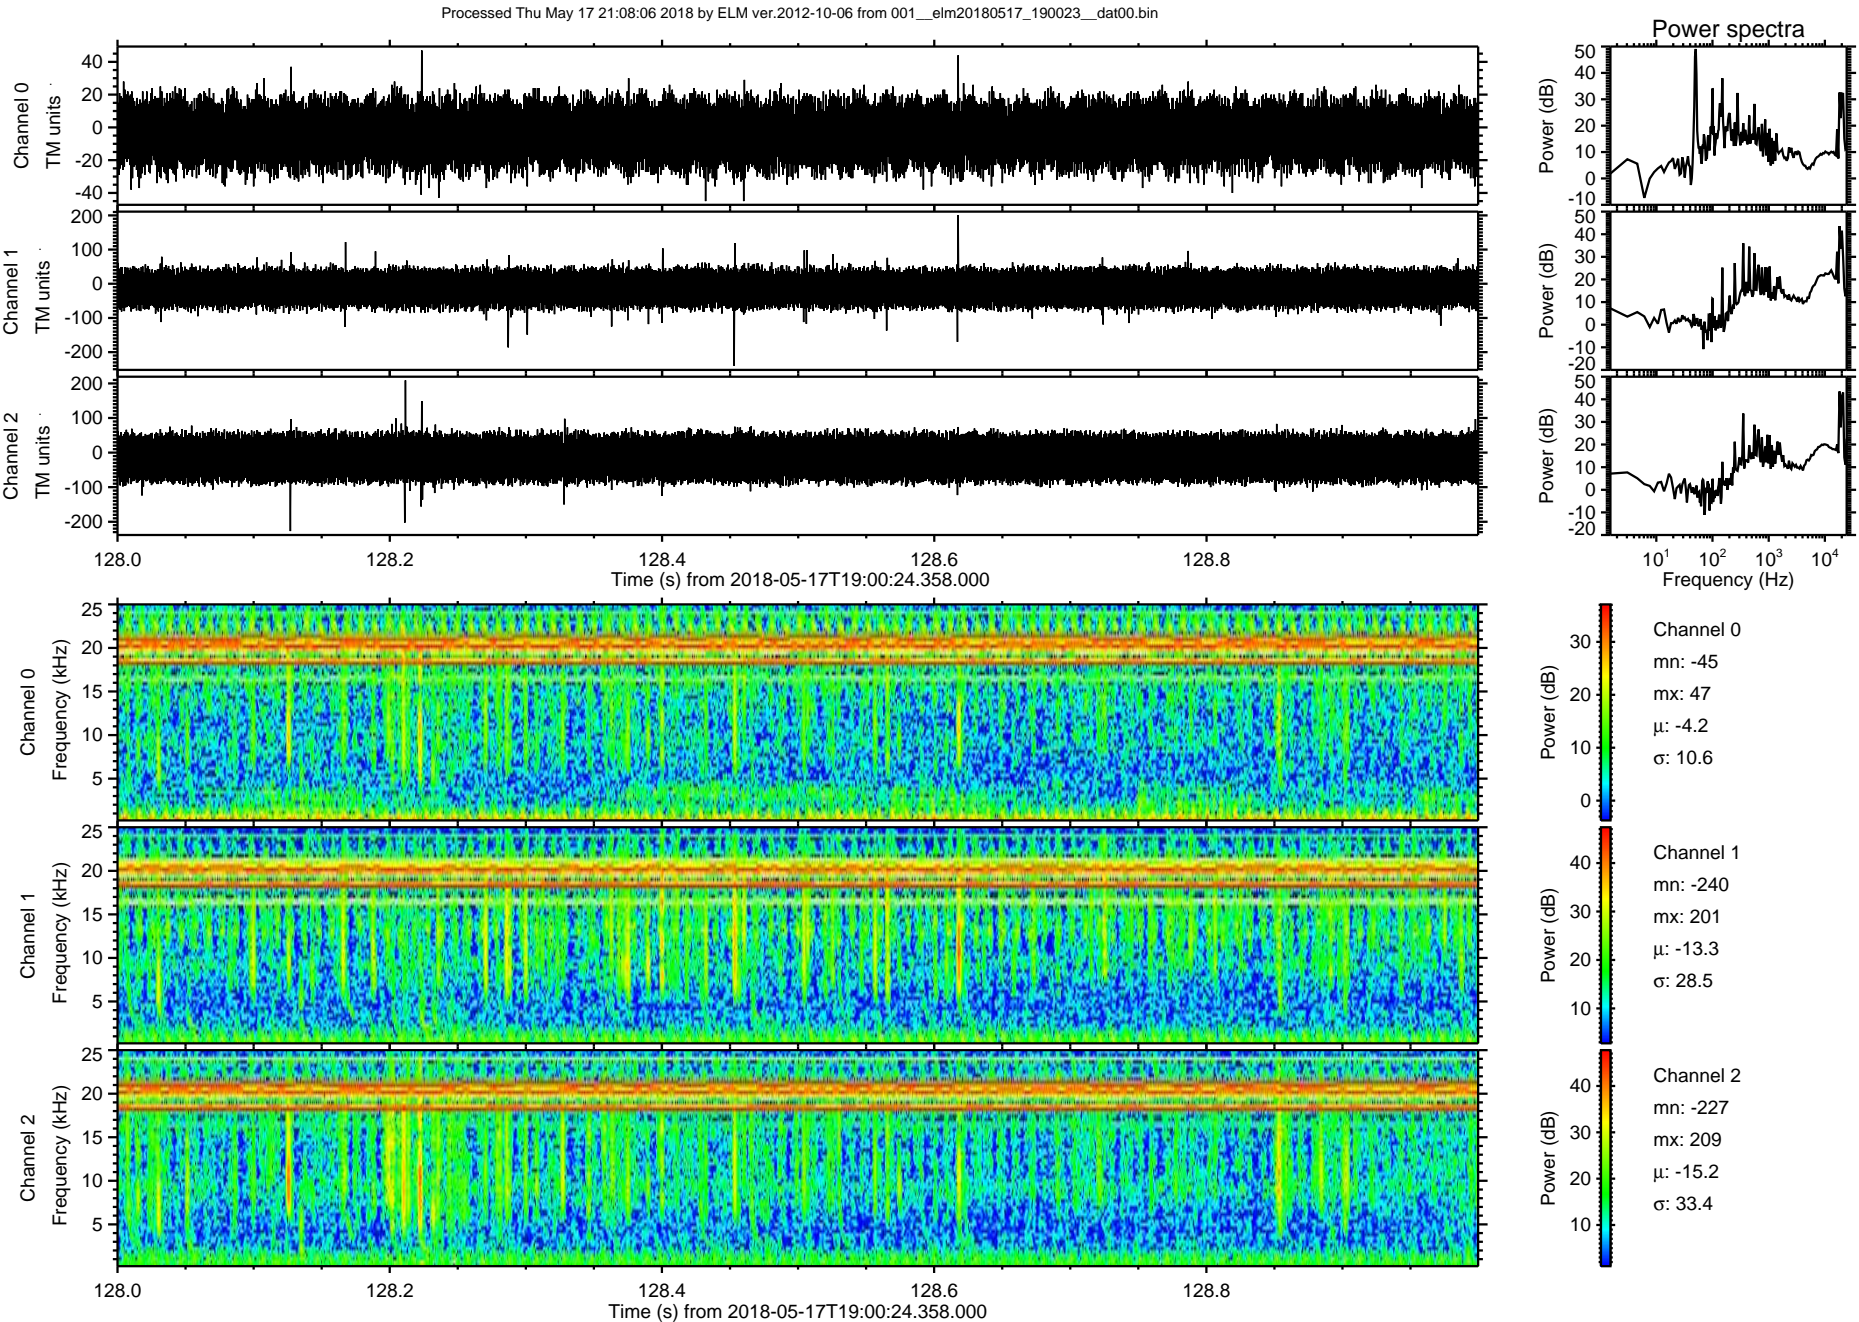 Processed Thu May 17 21:08:06 2018 by ELM ver.2012-10-06 from 001__elm20180517_190023__dat00.bin
Power spectra
Channel 0
TM units
40
20
0
-20
-40
Power (dB)
50
40
30
20
10
0
-10
Channel 1
TM units
200
100
0
-100
-200
Power (dB)
50
40
30
20
10
0
-10
-20
Channel 2
TM units
200
100
0
-100
-200
Power (dB)
50
40
30
20
10
0
-10
-20
128.0 128.2 128.4 128.6 128.8
Time (s) from 2018-05-17T19:00:24.358.000
10¹ 10² 10³ 10⁴
Frequency (Hz)
Channel 0
Frequency (kHz)
25
20
15
10
5
Power (dB)
30
20
10
0
Channel 0
mn: -45
mx: 47
μ: -4.2
σ: 10.6
Channel 1
Frequency (kHz)
25
20
15
10
5
Power (dB)
40
30
20
10
Channel 1
mn: -240
mx: 201
μ: -13.3
σ: 28.5
Channel 2
Frequency (kHz)
25
20
15
10
5
Power (dB)
40
30
20
10
Channel 2
mn: -227
mx: 209
μ: -15.2
σ: 33.4
128.0 128.2 128.4 128.6 128.8
Time (s) from 2018-05-17T19:00:24.358.000